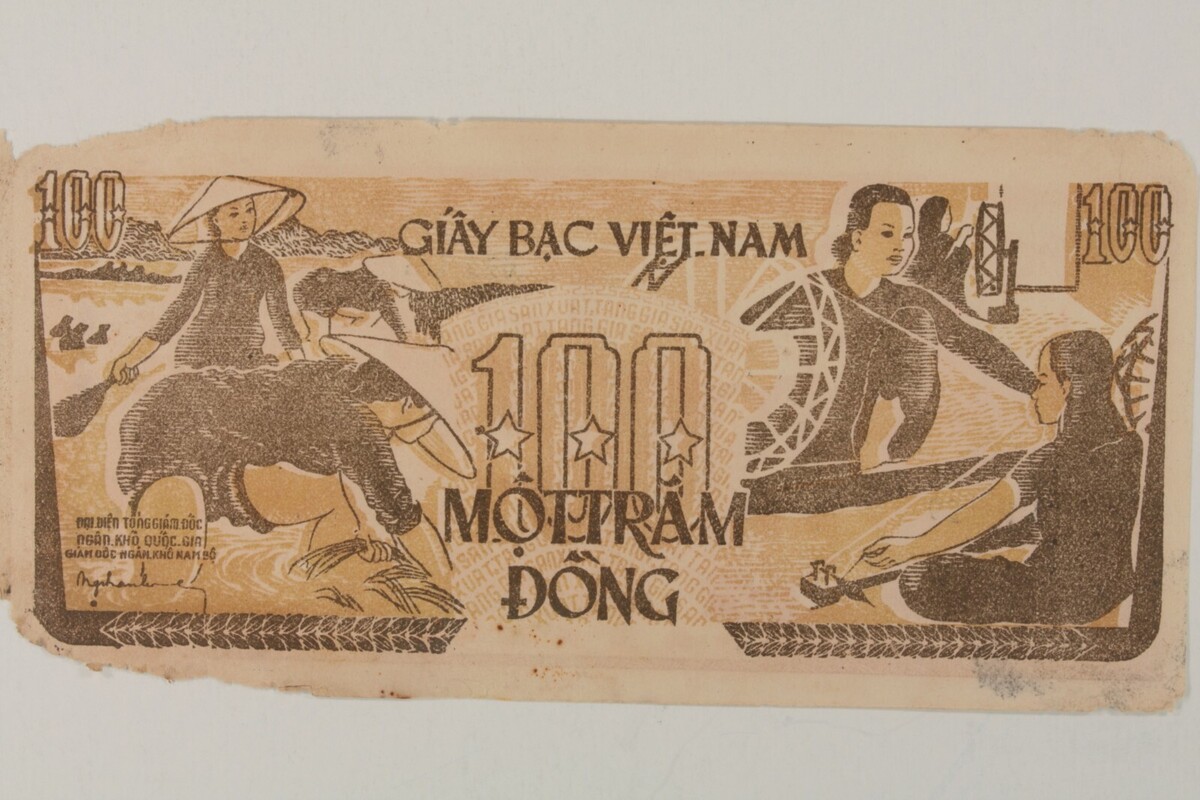 100
100
GIẤY BẠC VIỆT.NAM
100
MỘT TRĂM
ĐỒNG
ĐẠI DIỆN TỔNG GIÁM ĐỐC
NGÂN.KHỐ QUỐC.GIA
GIÁM ĐỐC NGÂN.KHỐ NAM BỘ